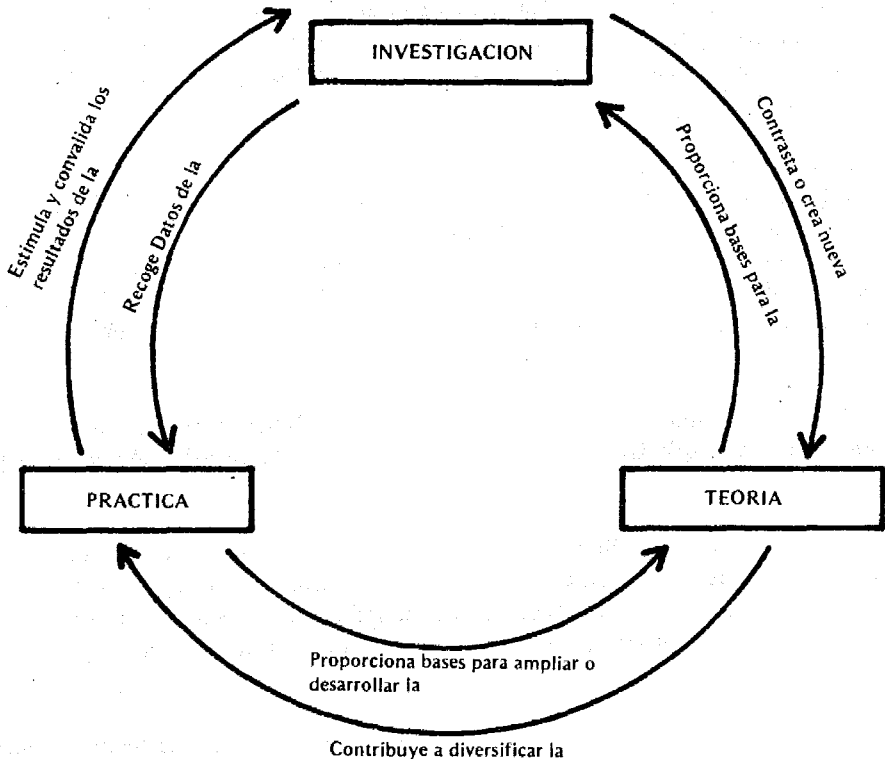 INVESTIGACION
Estimula y convalida los
resultados de la
Recoge Datos de la
Proporciona bases para la
Contrasta o crea nueva
PRACTICA
TEORIA
Proporciona bases para ampliar o
desarrollar la
Contribuye a diversificar la